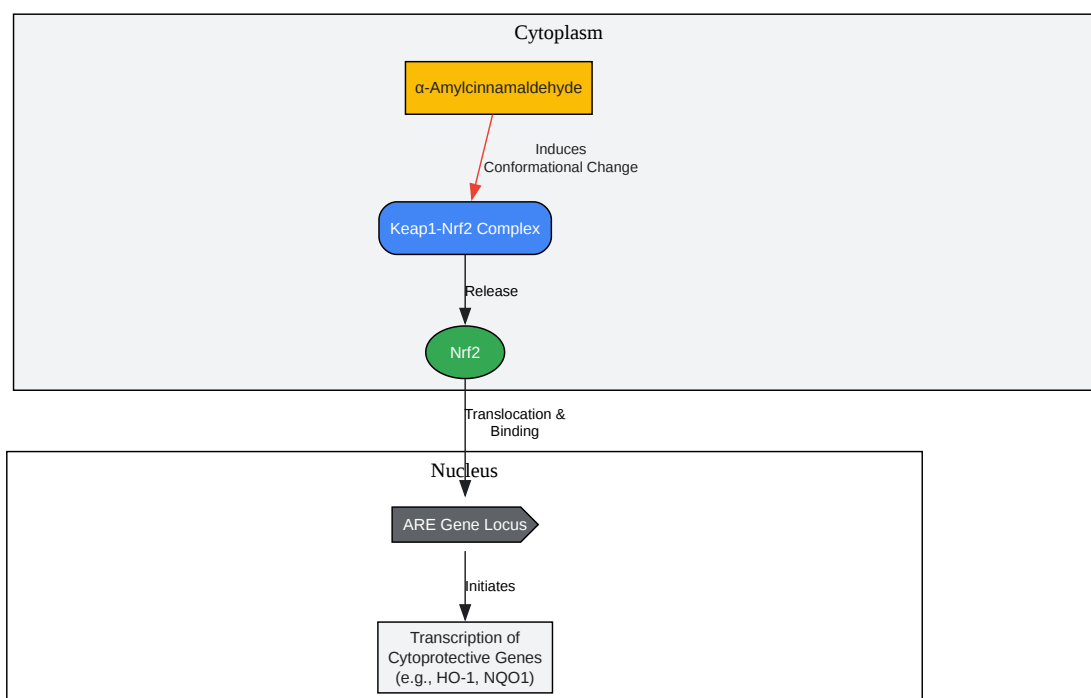 Cytoplasm
α-Amylcinnamaldehyde
Induces
Conformational Change
Keap1-Nrf2 Complex
Release
Nrf2
Translocation &
Binding
Nucleus
ARE Gene Locus
Initiates
Transcription of
Cytoprotective Genes
(e.g., HO-1, NQO1)